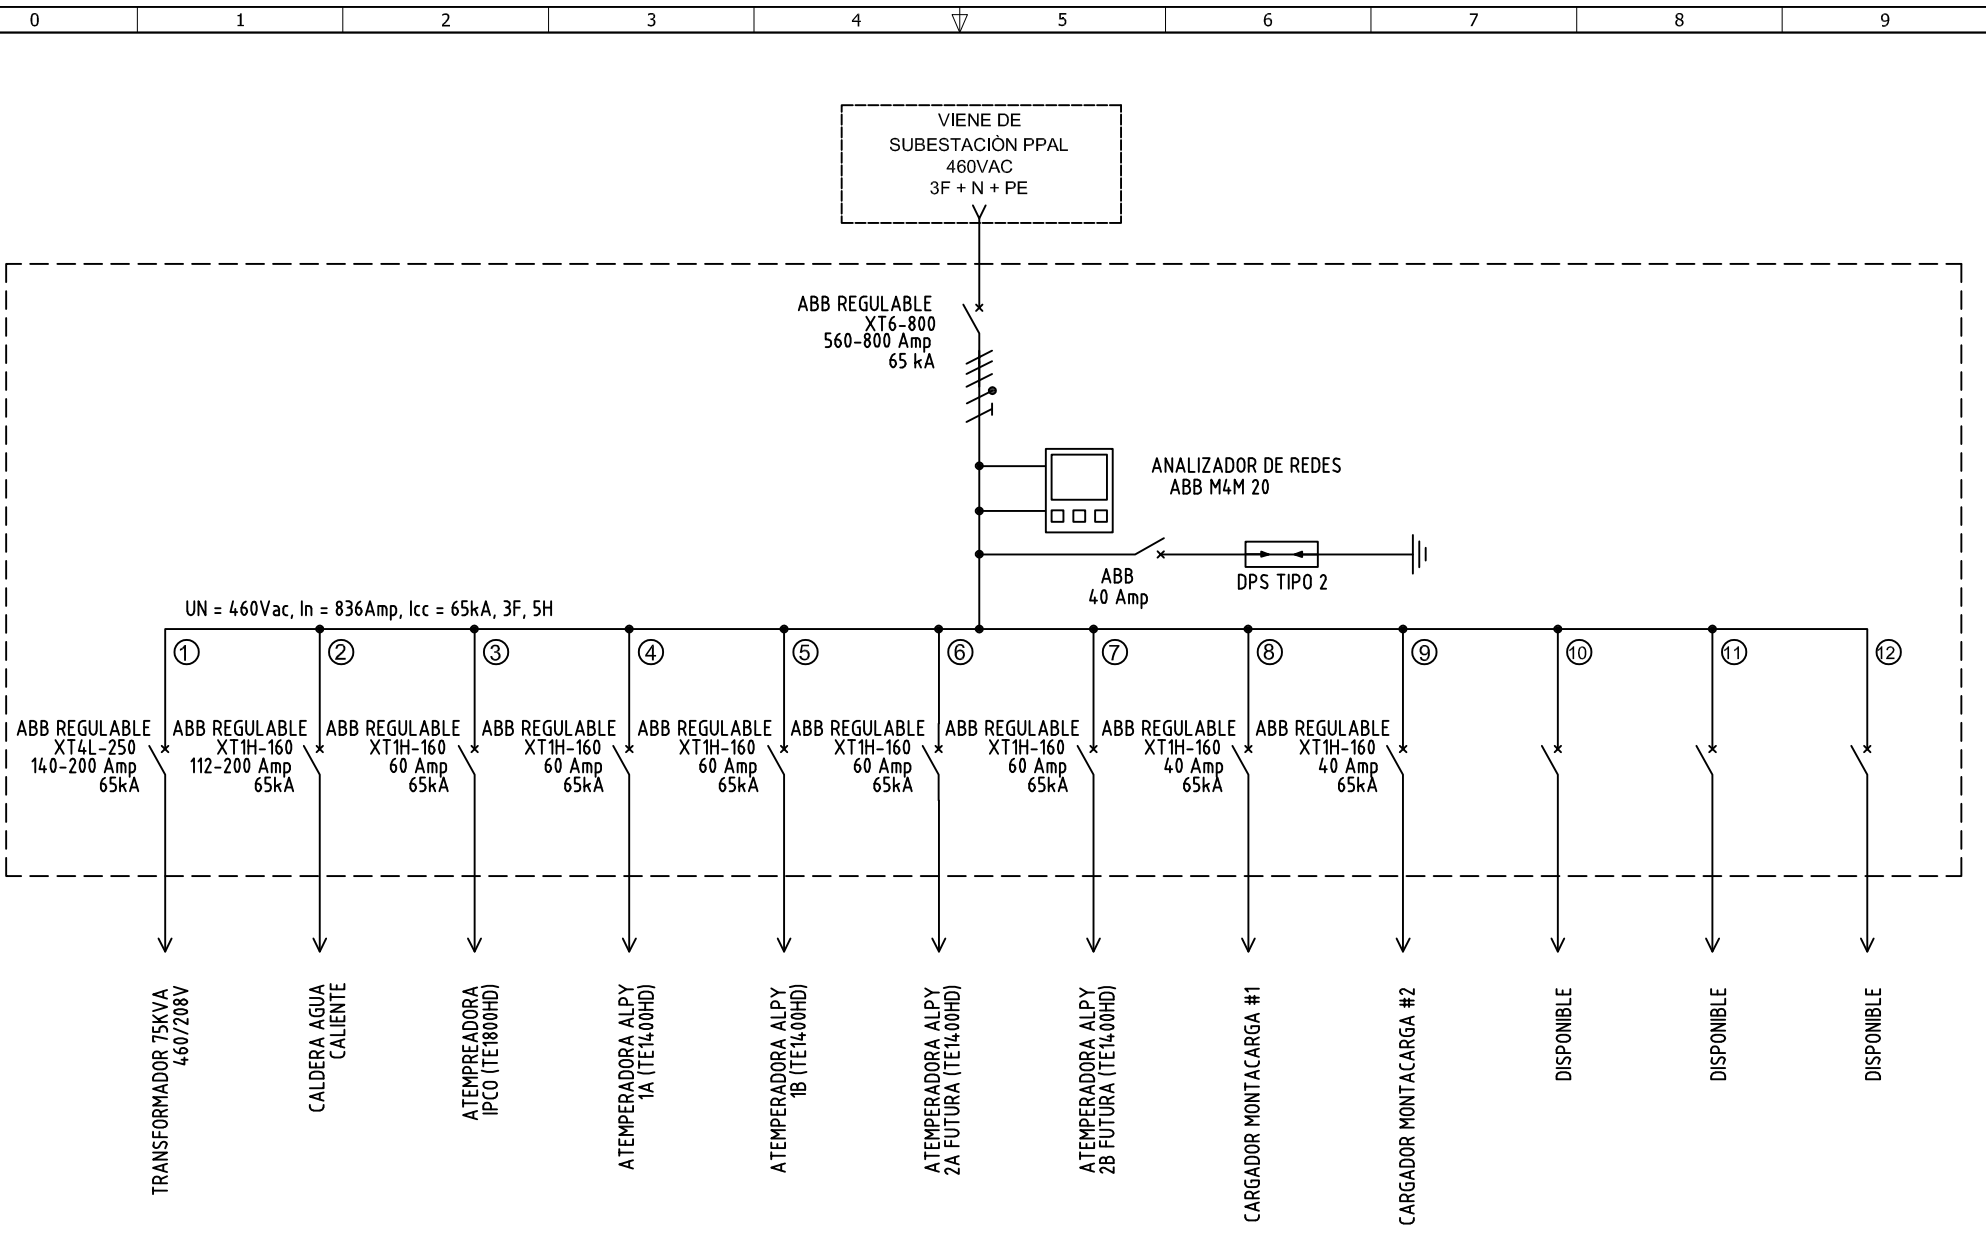 0 1 2 3 4 5 6 7 8 9
VIENE DE
SUBESTACIÒN PPAL
460VAC
3F + N + PE
ABB REGULABLE
XT6-800
560-800 Amp
65 kA
ANALIZADOR DE REDES
ABB M4M 20
ABB
40 Amp
DPS TIPO 2
UN = 460Vac, In = 836Amp, Icc = 65kA, 3F, 5H
1 2 3 4 5 6 7 8 9 10 11 12
ABB REGULABLE
XT4L-250
140-200 Amp
65kA
ABB REGULABLE
XT1H-160
112-200 Amp
65kA
ABB REGULABLE
XT1H-160
60 Amp
65kA
ABB REGULABLE
XT1H-160
60 Amp
65kA
ABB REGULABLE
XT1H-160
60 Amp
65kA
ABB REGULABLE
XT1H-160
60 Amp
65kA
ABB REGULABLE
XT1H-160
60 Amp
65kA
ABB REGULABLE
XT1H-160
40 Amp
65kA
ABB REGULABLE
XT1H-160
40 Amp
65kA
TRANSFORMADOR 75KVA
460/208V
CALDERA AGUA
CALIENTE
ATEMPREADORA
IPCO (TE1800HD)
ATEMPERADORA ALPY
1A (TE1400HD)
ATEMPERADORA ALPY
1B (TE1400HD)
ATEMPERADORA ALPY
2A FUTURA (TE1400HD)
ATEMPERADORA ALPY
2B FUTURA (TE1400HD)
CARGADOR MONTACARGA #1
CARGADOR MONTACARGA #2
DISPONIBLE
DISPONIBLE
DISPONIBLE